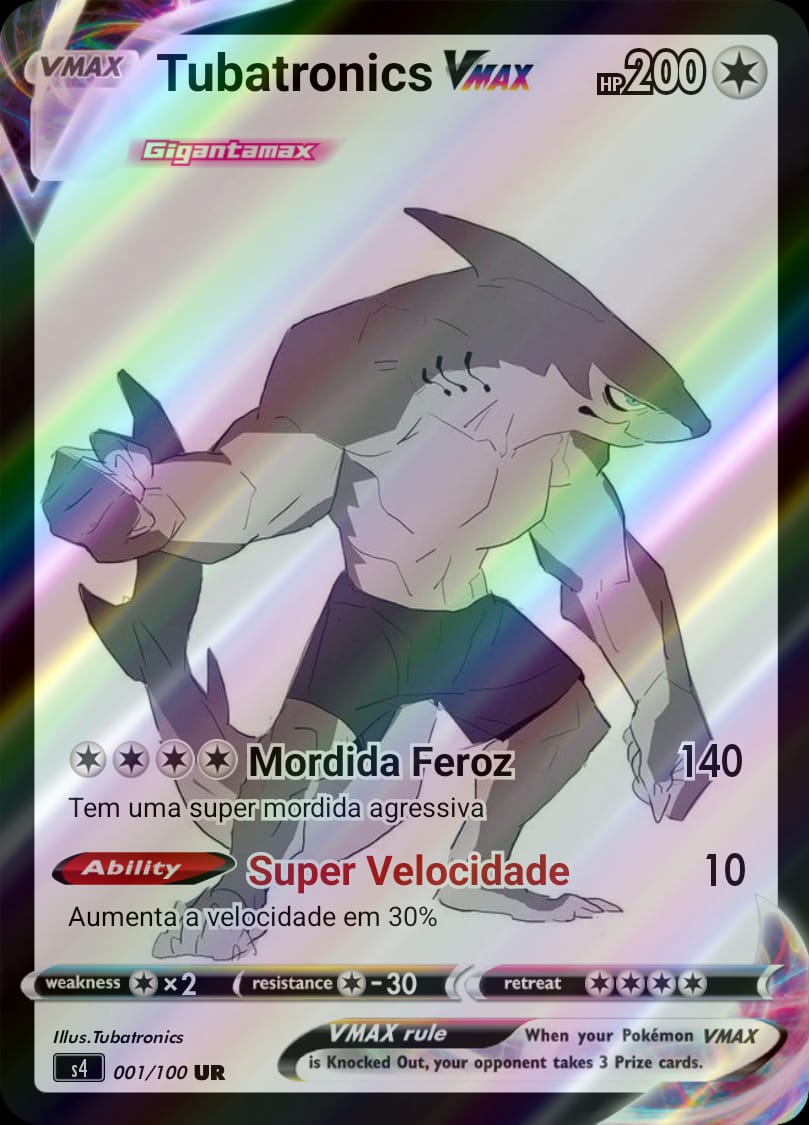 VMAX Tubatronics VMAX HP 200
Gigantamax
Mordida Feroz 140
Tem uma super mordida agressiva
Ability Super Velocidade 10
Aumenta a velocidade em 30%
weakness ×2 resistance -30 retreat
Illus.Tubatronics
VMAX rule When your Pokémon VMAX
is Knocked Out, your opponent takes 3 Prize cards.
s4 001/100 UR